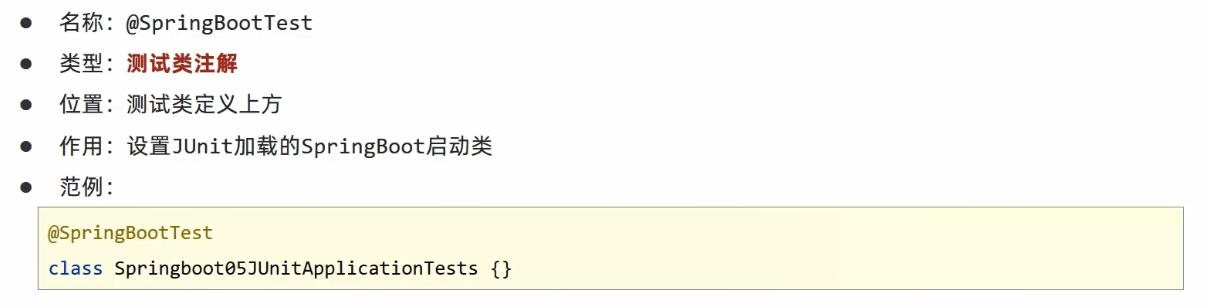 ● 名称：@SpringBootTest
● 类型：测试类注解
● 位置：测试类定义上方
● 作用：设置JUnit加载的SpringBoot启动类
● 范例：
@SpringBootTest
class Springboot05JUnitApplicationTests {}